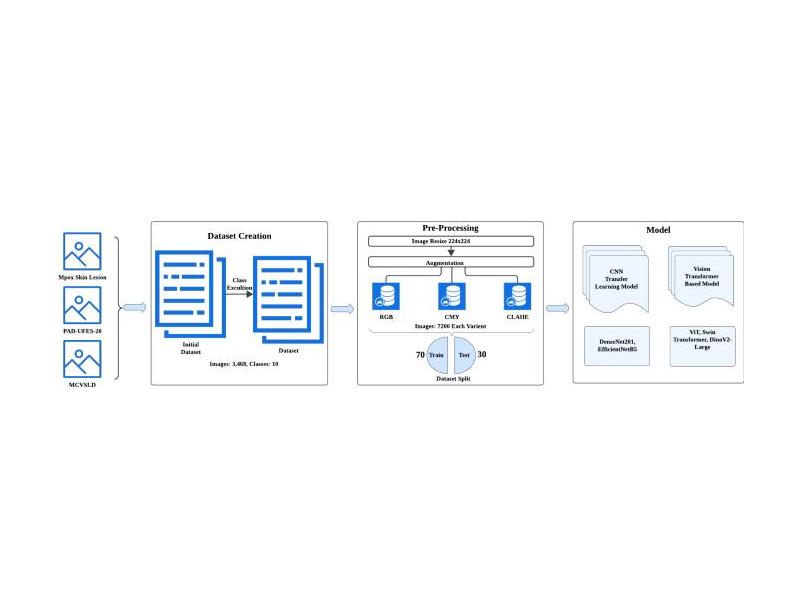 Mpox Skin Lesion
PAD-UFES-20
MCVSLD
Dataset Creation
Class
Excution
Initial
Dataset
Dataset
Images: 3,468, Classes: 10
Pre-Processing
Image Resize 224x224
Augmentation
RGB
CMY
CLAHE
Images: 7200 Each Varient
70
Train
Test
30
Dataset Split
Model
CNN
Transfer
Learning Model
Vision
Transformer
Based Model
DenseNet201,
EfficientNetB5
ViT, Swin
Transformer, DinoV2-
Large